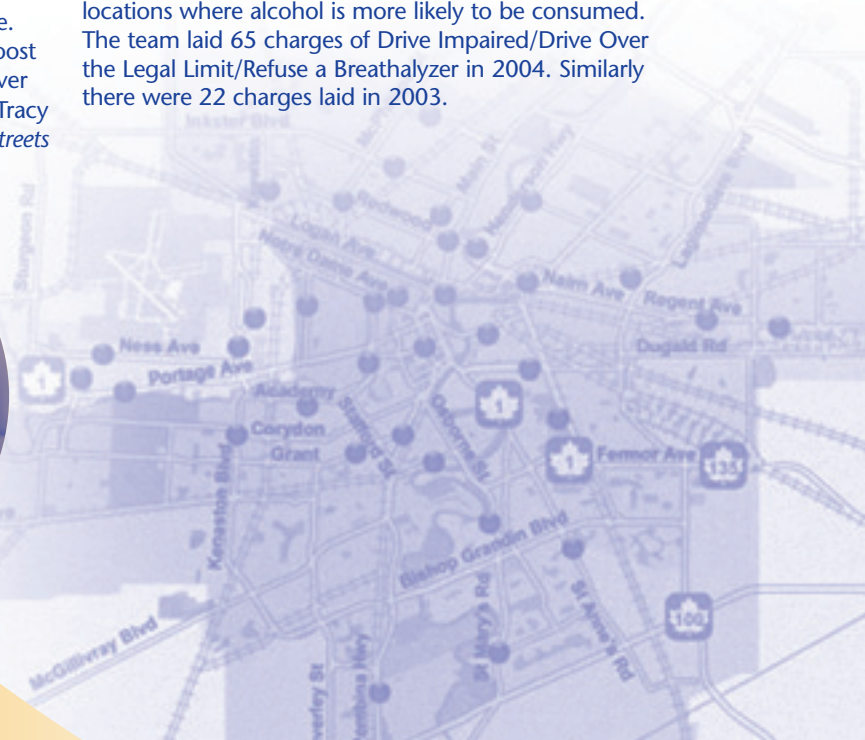 e.
oost
ver
Tracy
treets
locations where alcohol is more likely to be consumed.
The team laid 65 charges of Drive Impaired/Drive Over
the Legal Limit/Refuse a Breathalyzer in 2004. Similarly
there were 22 charges laid in 2003.
Inkster Blvd
Main St
Henderson Hwy
Lagimodiere Blvd
Sturgeon Rd
Redwood
Logan Ave
Notre Dame Ave
Nairn Ave
Regent Ave
Ness Ave
Dugald Rd
1
Portage Ave
Academy
1
Stafford St
Osborne St
Corydon
Grant
1
Fermor Ave
135
Kenaston Blvd
Bishop Grandin Blvd
St Mary's Rd
St Anne's Rd
100
McGillivray Blvd
verley St
embina Hwy